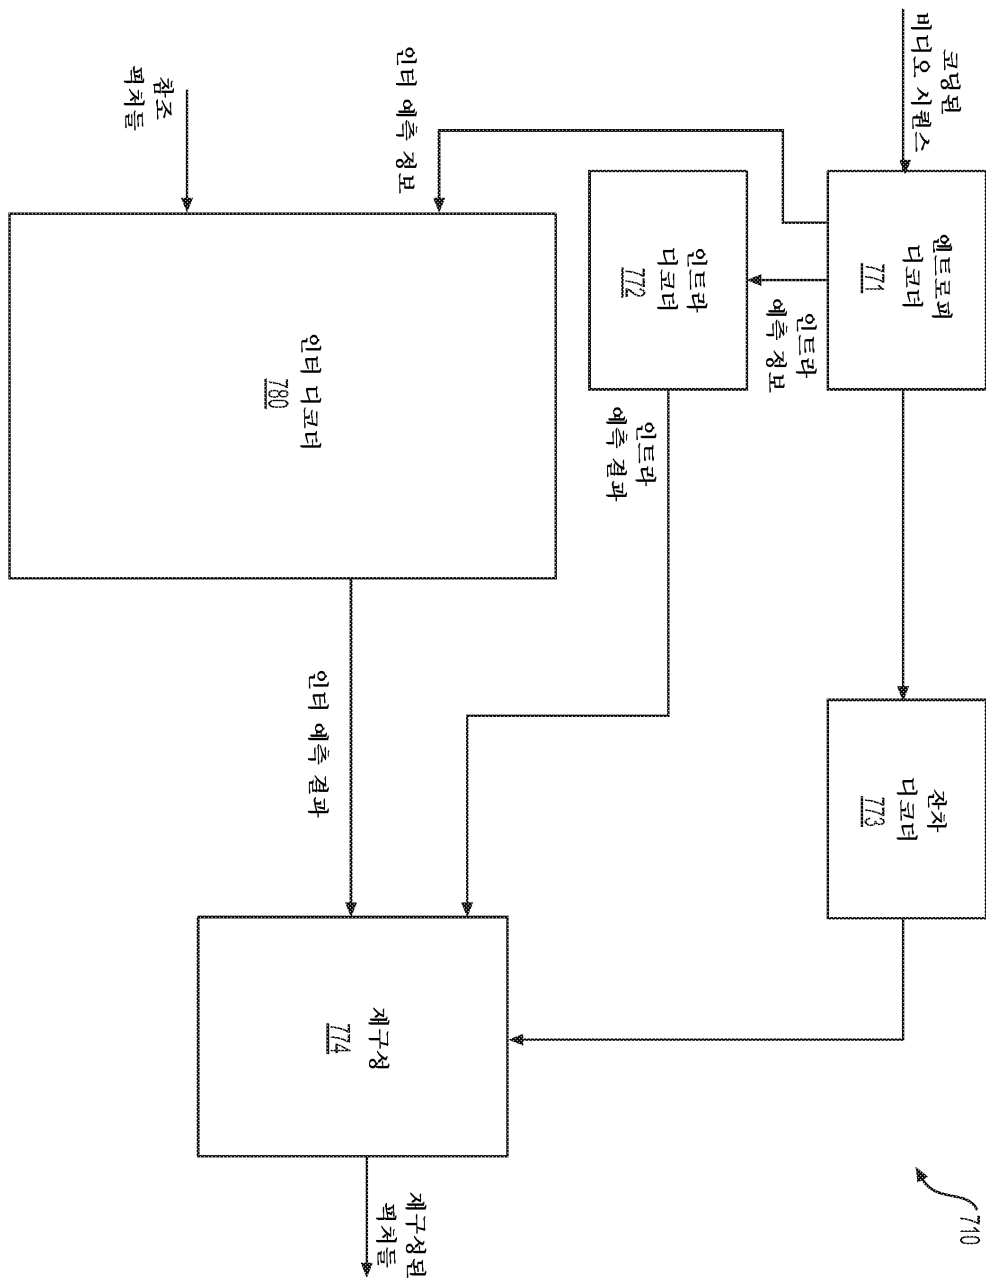 710
코딩된
비디오 시퀀스
엔트로피
디코더
771
잔차
디코더
773
인트라
예측 정보
인트라
디코더
772
인트라
예측 결과
인터 예측 정보
인터 디코더
780
참조
픽처들
인터 예측 결과
재구성
774
재구성된
픽처들